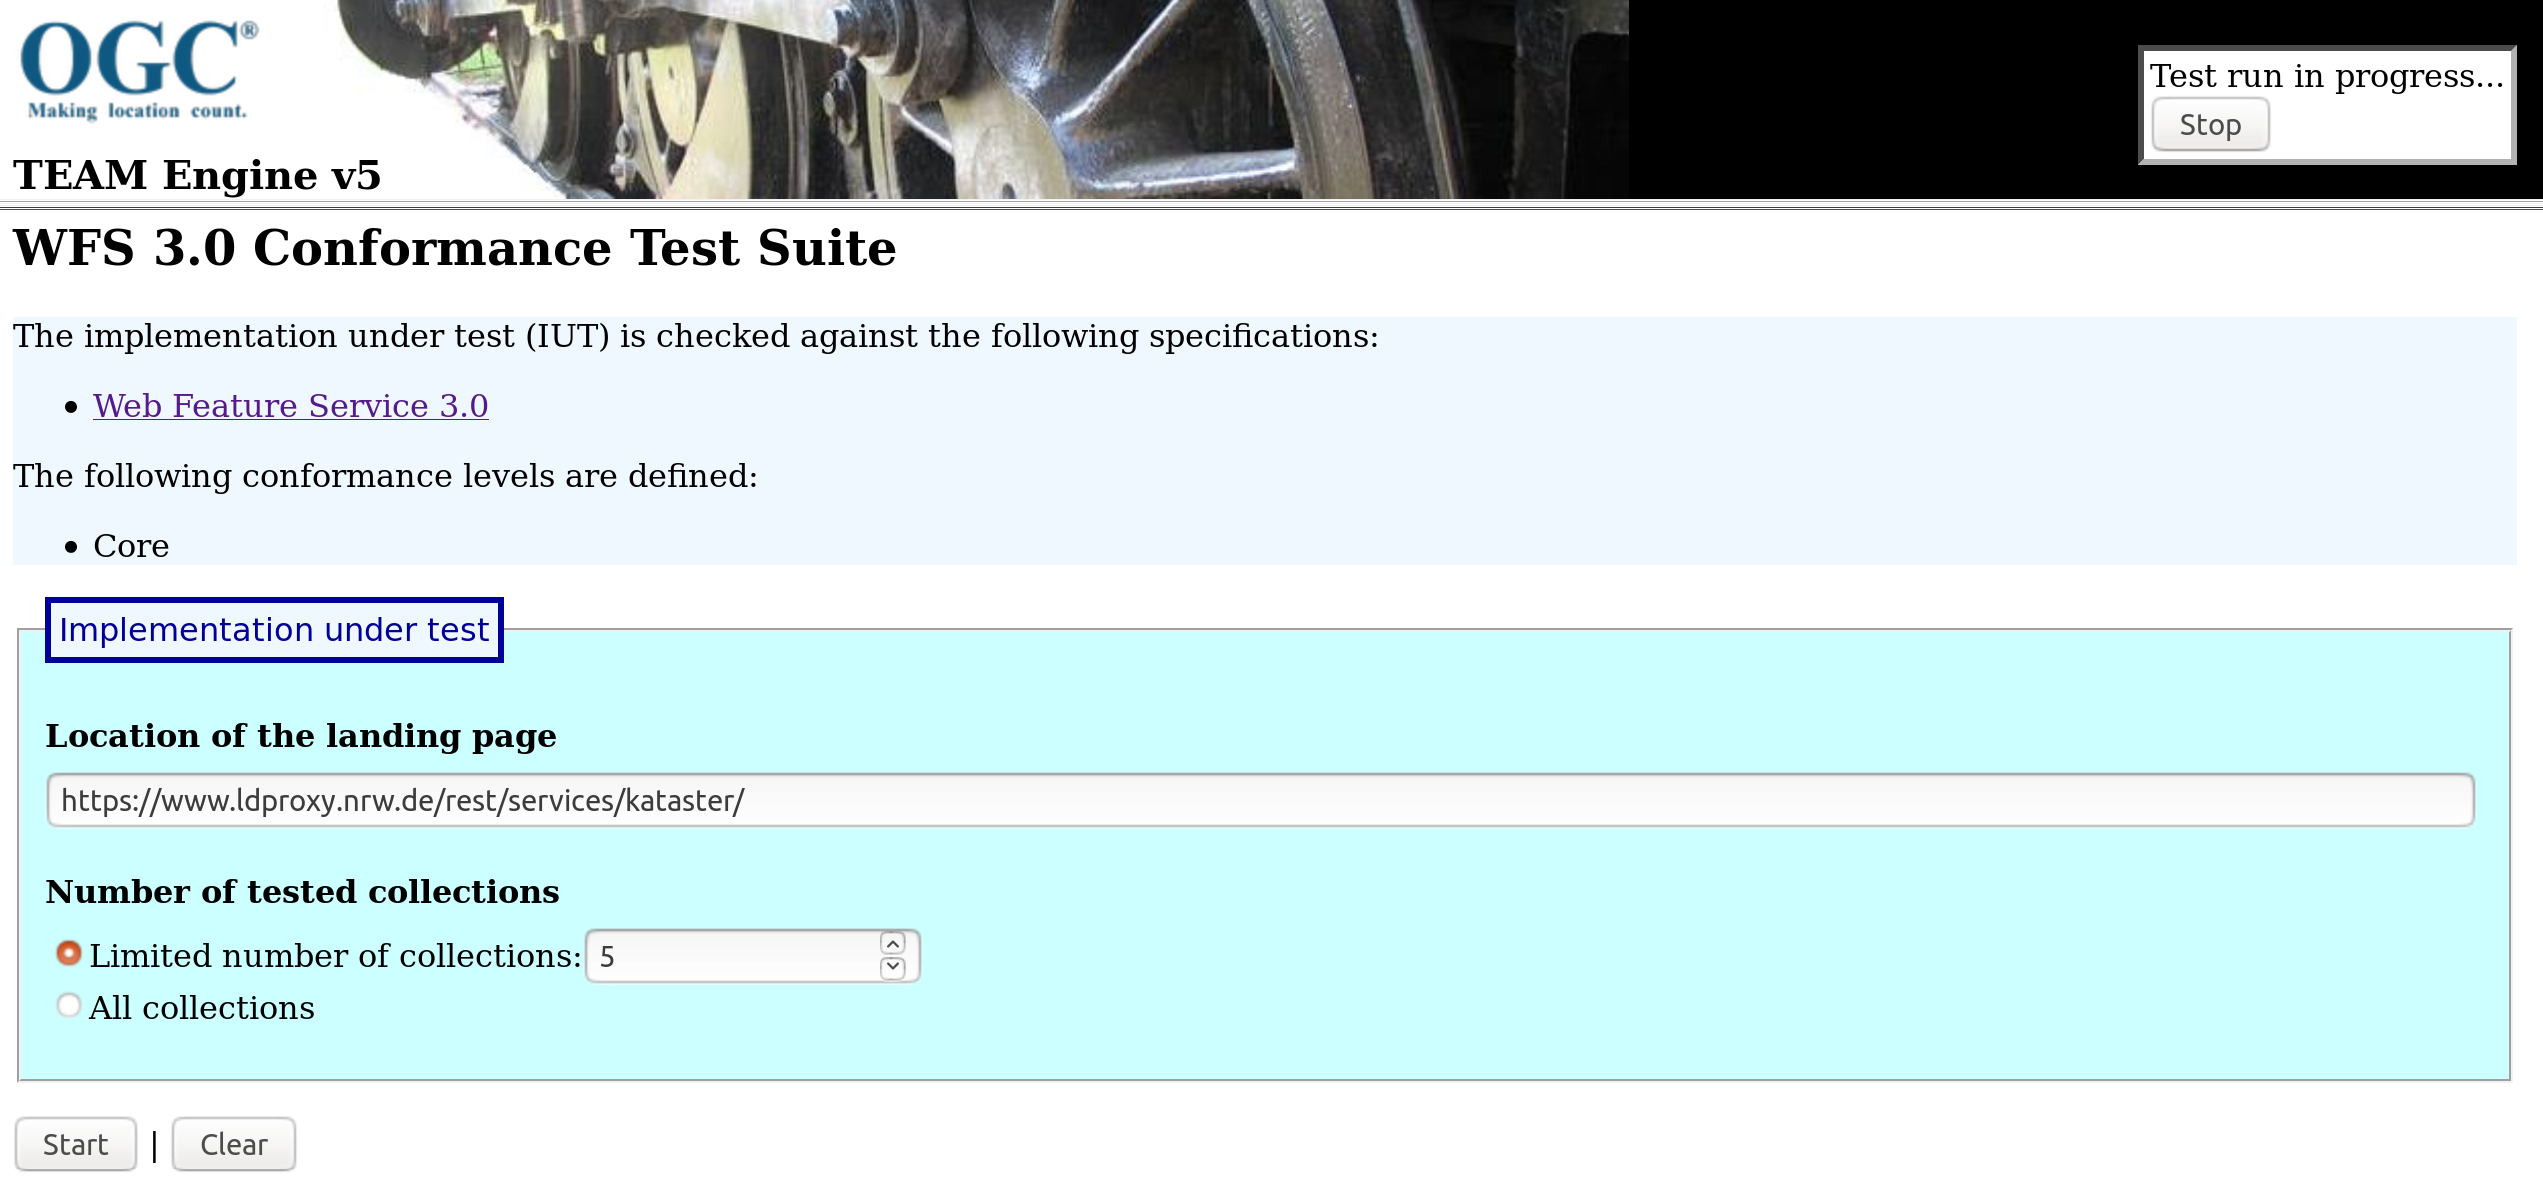 OGC®
Making location count.
TEAM Engine v5
Test run in progress...
Stop
WFS 3.0 Conformance Test Suite
The implementation under test (IUT) is checked against the following specifications:
• Web Feature Service 3.0
The following conformance levels are defined:
• Core
Implementation under test
Location of the landing page
https://www.ldproxy.nrw.de/rest/services/kataster/
Number of tested collections
Limited number of collections: 5
All collections
Start | Clear